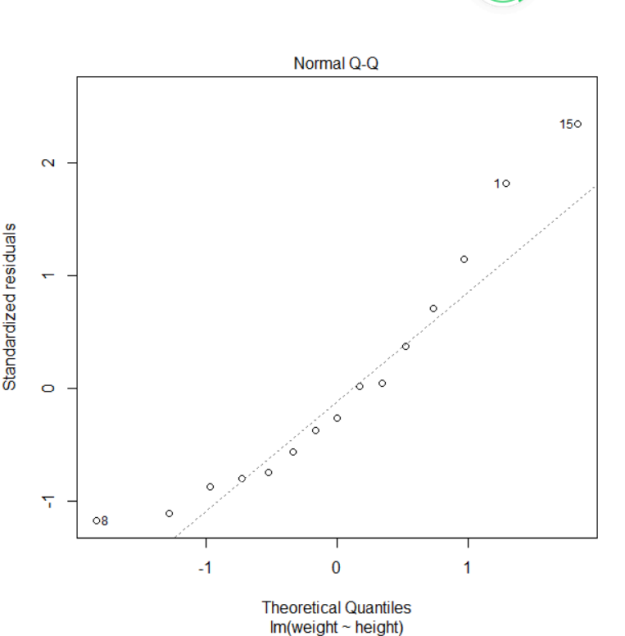 Normal Q-Q
15
1
2
1
0
-1
8
Standardized residuals
-1 0 1
Theoretical Quantiles
lm(weight ~ height)